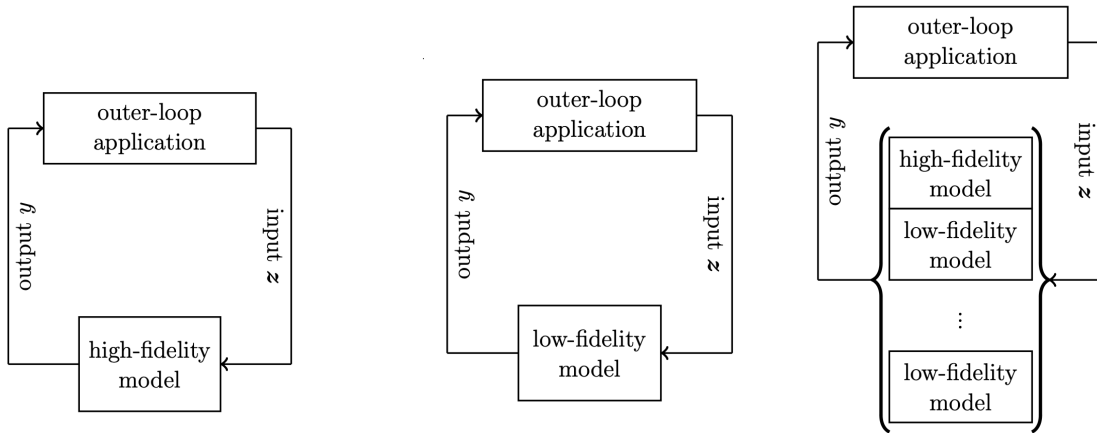 outer-loop
application
output y
input z
high-fidelity
model
outer-loop
application
output y
input z
low-fidelity
model
outer-loop
application
output y
input z
high-fidelity
model
low-fidelity
model
⋮
low-fidelity
model